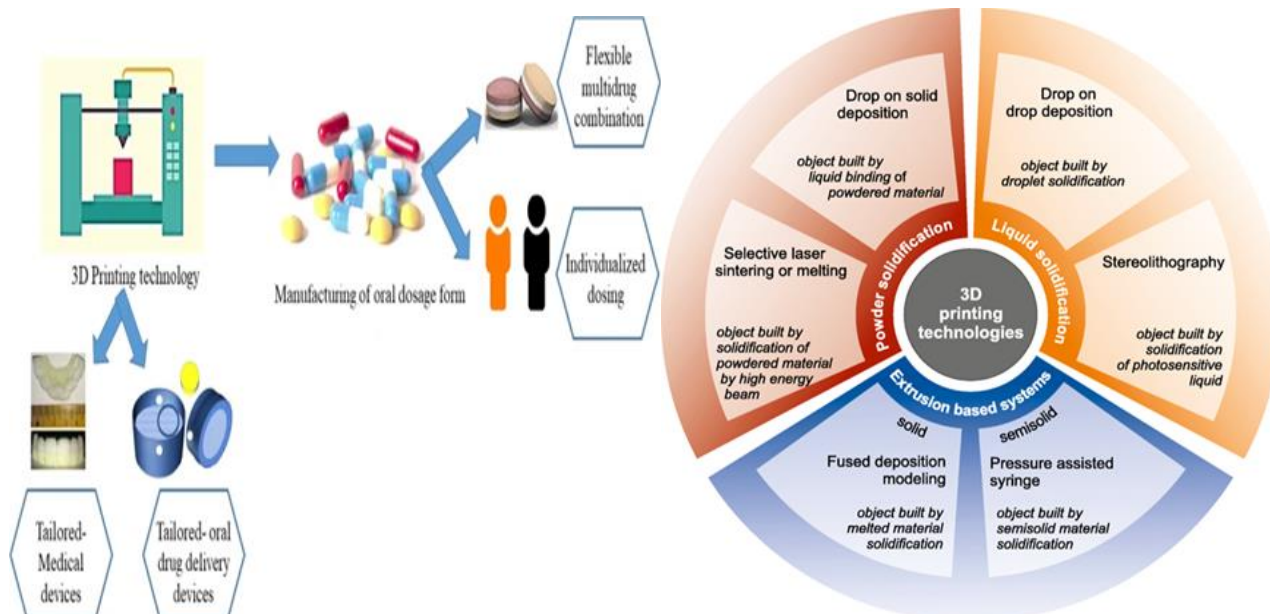 3D Printing technology
Tailored-
Medical
devices
Tailored- oral
drug delivery
devices
Manufacturing of oral dosage form
Flexible
multidrug
combination
Individualized
dosing
3D
printing
technologies
Powder solidification
Drop on solid
deposition
object built by
liquid binding of
powdered material
Selective laser
sintering or melting
object built by
solidification of
powdered material
by high energy
beam
Liquid solidification
Drop on
drop deposition
object built by
droplet solidification
Stereolithography
object built by
solidification
of photosensitive
liquid
Extrusion based systems
solid
Fused deposition
modeling
object built by
melted material
solidification
semisolid
Pressure assisted
syringe
object built by
semisolid material
solidification